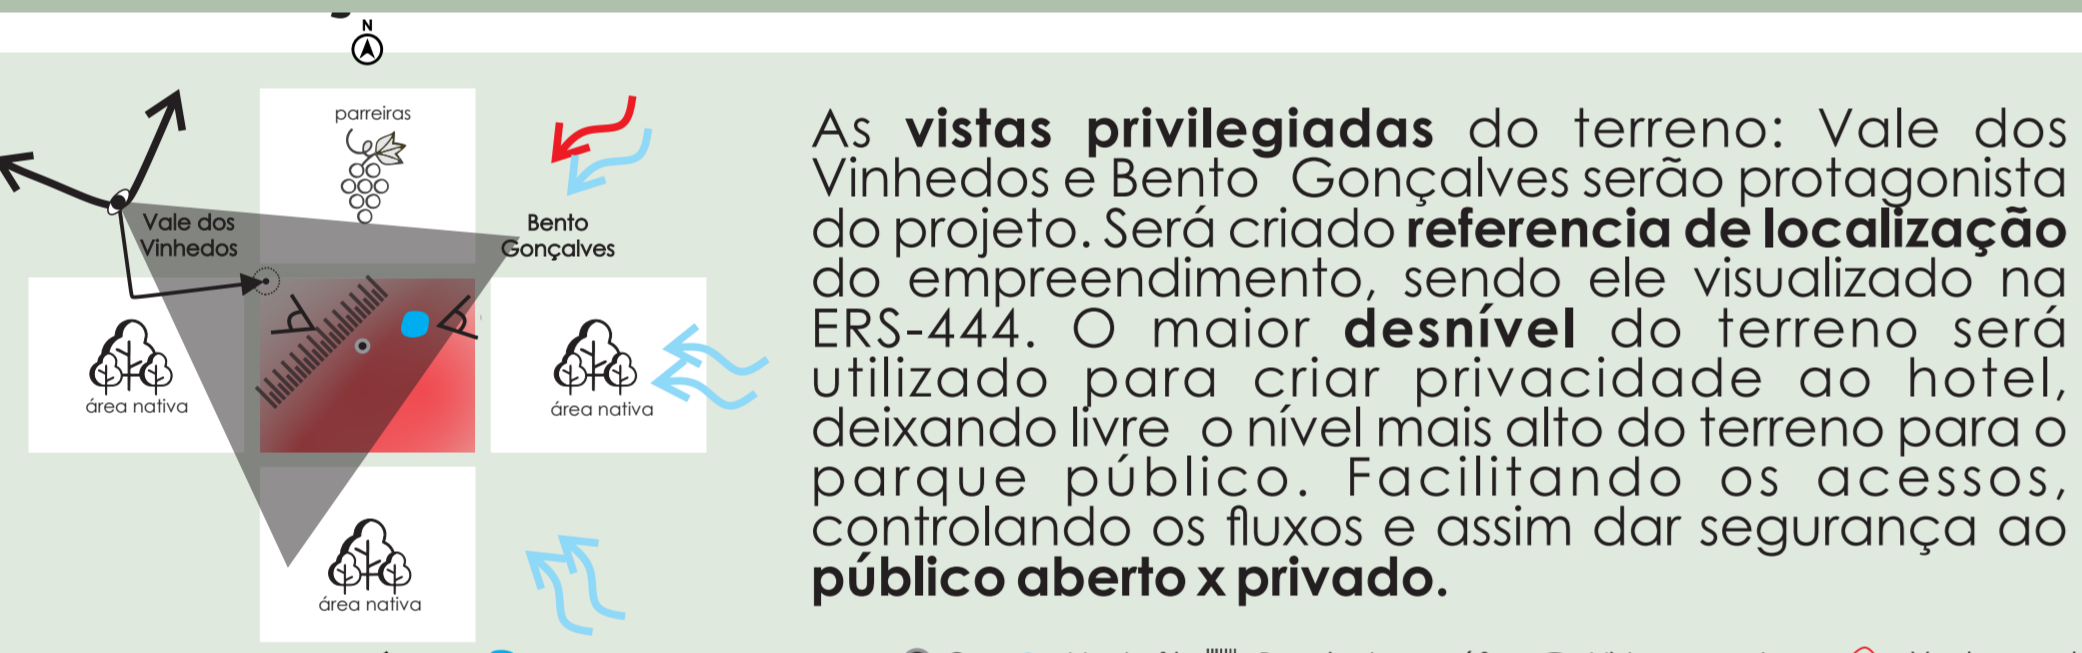 N
parreiras
Vale dos
Vinhedos
Bento
Gonçalves
área nativa
área nativa
área nativa
As vistas privilegiadas do terreno: Vale dos
Vinhedos e Bento Gonçalves serão protagonista
do projeto. Será criado referencia de localização
do empreendimento, sendo ele visualizado na
ERS-444. O maior desnível do terreno será
utilizado para criar privacidade ao hotel,
deixando livre o nível mais alto do terreno para o
parque público. Facilitando os acessos,
controlando os fluxos e assim dar segurança ao
público aberto x privado.